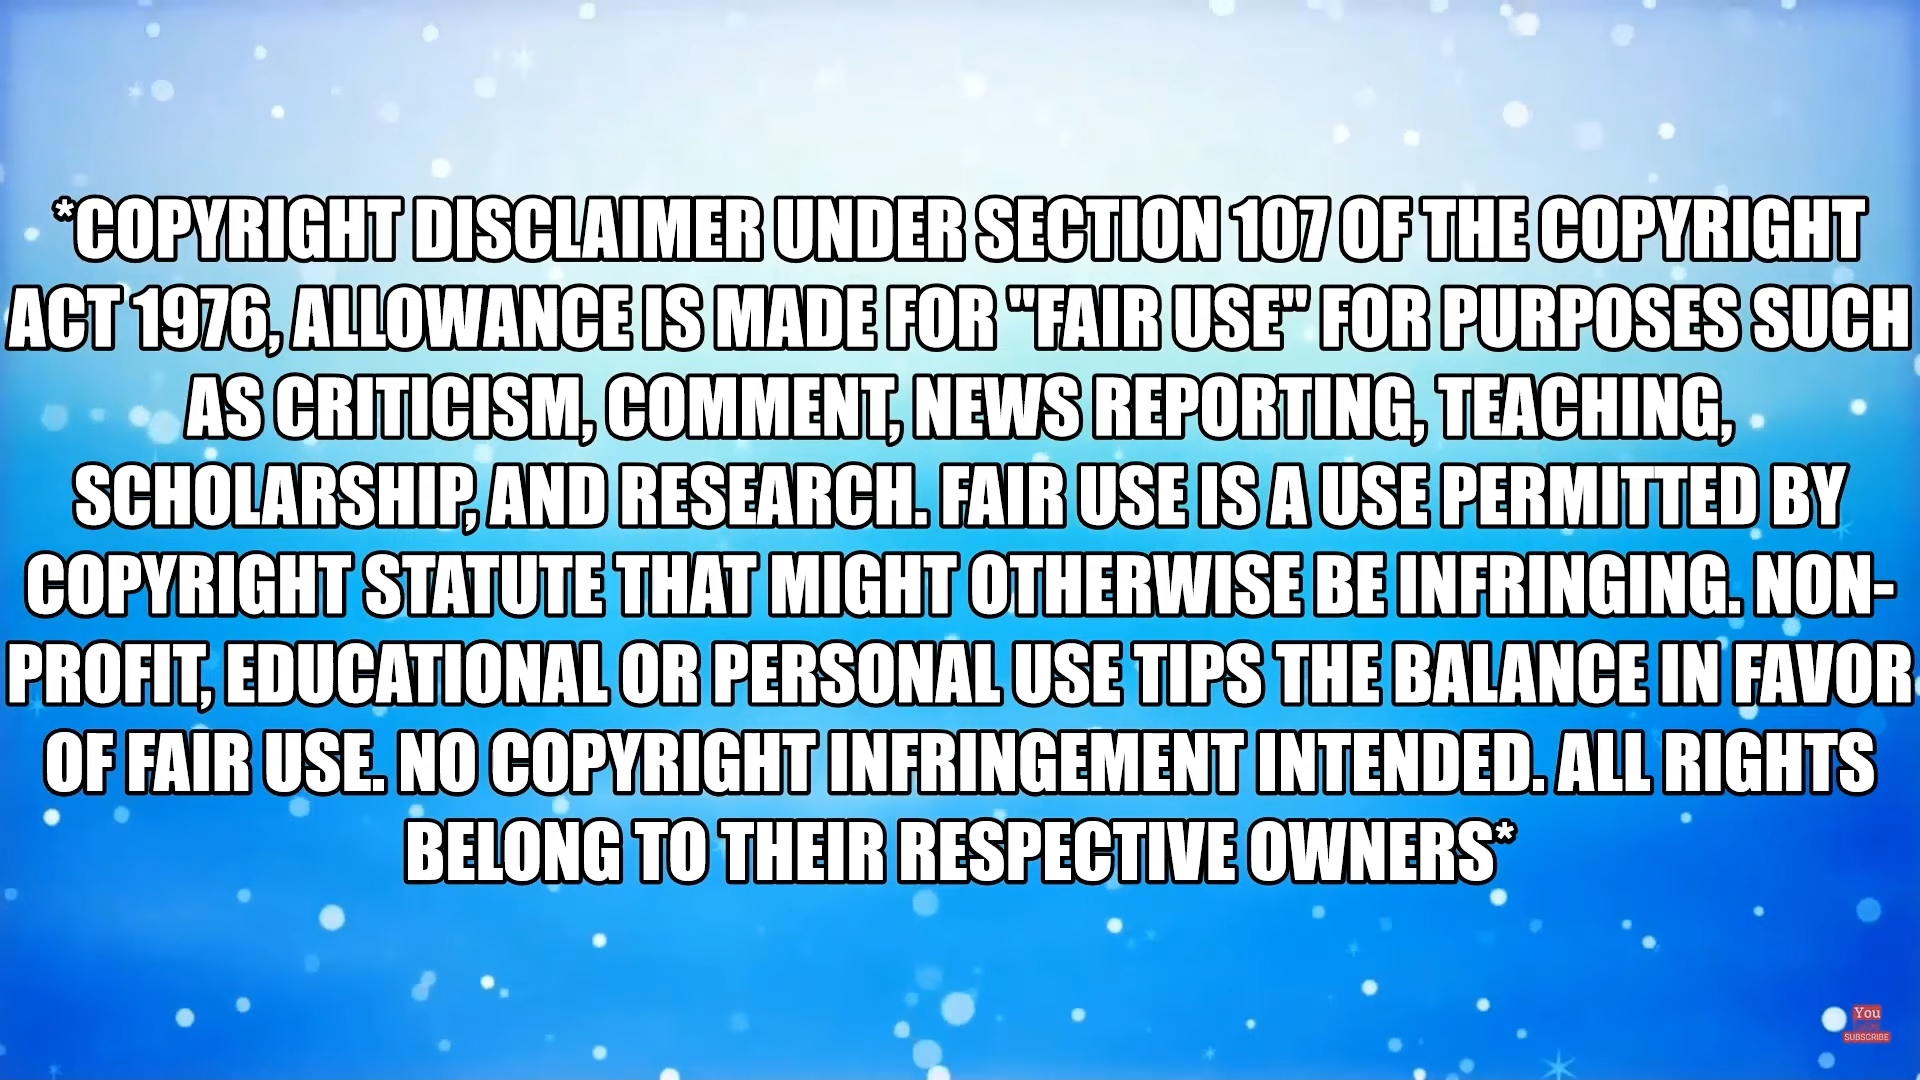 *COPYRIGHT DISCLAIMER UNDER SECTION 107 OF THE COPYRIGHT
ACT 1976, ALLOWANCE IS MADE FOR "FAIR USE" FOR PURPOSES SUCH
AS CRITICISM, COMMENT, NEWS REPORTING, TEACHING,
SCHOLARSHIP, AND RESEARCH. FAIR USE IS A USE PERMITTED BY
COPYRIGHT STATUTE THAT MIGHT OTHERWISE BE INFRINGING. NON-
PROFIT, EDUCATIONAL OR PERSONAL USE TIPS THE BALANCE IN FAVOR
OF FAIR USE. NO COPYRIGHT INFRINGEMENT INTENDED. ALL RIGHTS
BELONG TO THEIR RESPECTIVE OWNERS*
You
SUBSCRIBE